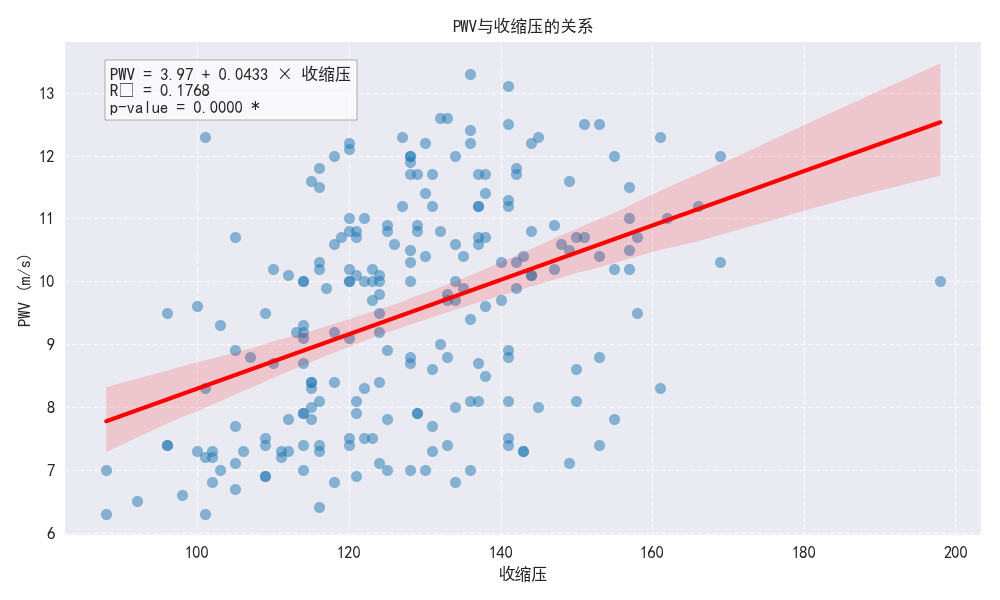 PWV与收缩压的关系
PWV = 3.97 + 0.0433 × 收缩压
R□ = 0.1768
p-value = 0.0000 *
PWV (m/s)
13
12
11
10
9
8
7
6
100 120 140 160 180 200
收缩压